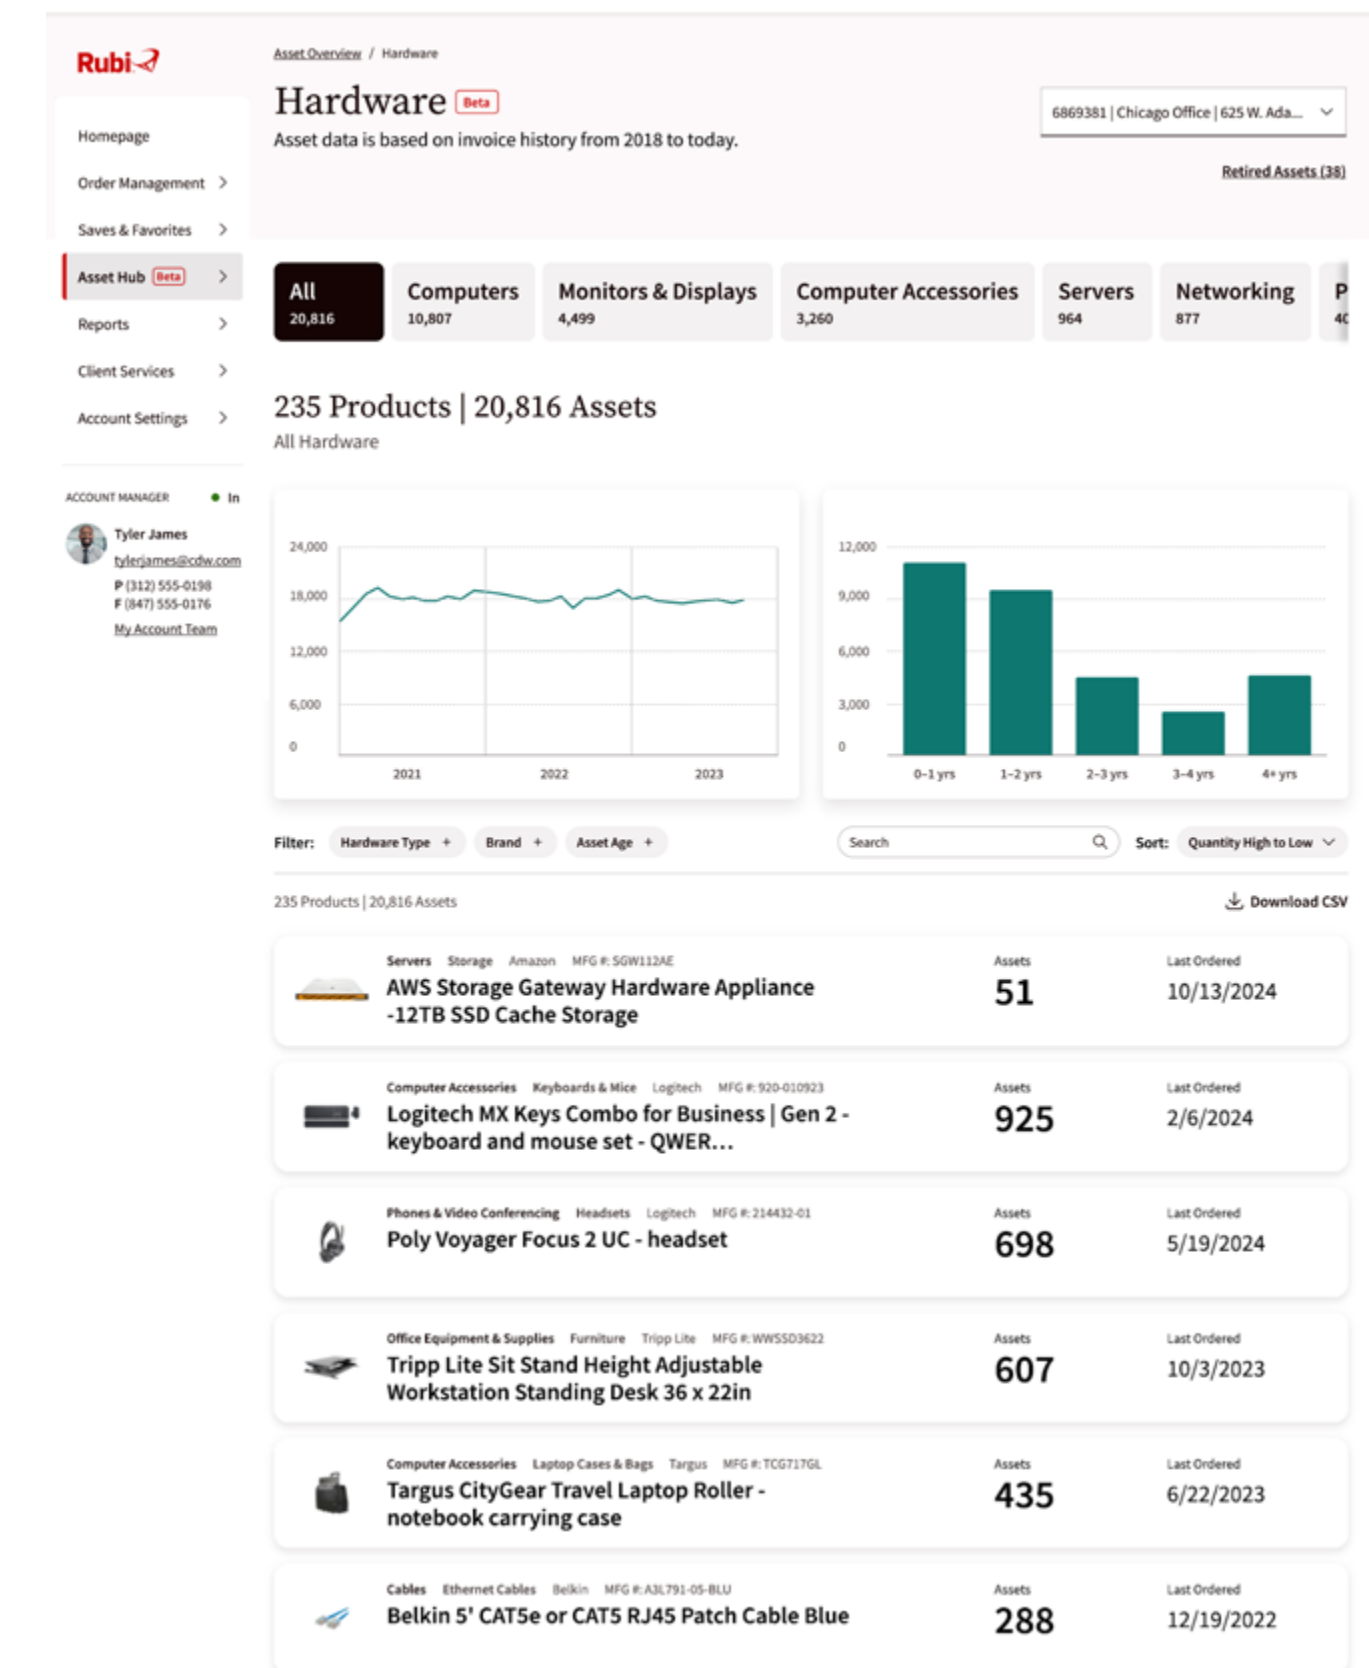 Rubi
Homepage
Order Management
Saves & Favorites
Asset Hub Beta
Reports
Client Services
Account Settings
ACCOUNT MANAGER In
Tyler James
tylerjames@cdw.com
P (312) 555-0198
F (847) 555-0176
My Account Team
Asset Overview / Hardware
Hardware Beta
Asset data is based on invoice history from 2018 to today.
6869381 | Chicago Office | 625 W. Ada...
Retired Assets (38)
All
20,816
Computers
10,807
Monitors & Displays
4,499
Computer Accessories
3,260
Servers
964
Networking
877
P
40
235 Products | 20,816 Assets
All Hardware
24,000
18,000
12,000
6,000
0
2021 2022 2023
12,000
9,000
6,000
3,000
0
0-1 yrs 1-2 yrs 2-3 yrs 3-4 yrs 4+ yrs
Filter: Hardware Type + Brand + Asset Age +
Search
Sort: Quantity High to Low
235 Products | 20,816 Assets
Download CSV
Servers Storage Amazon MFG #: SGW112AE
AWS Storage Gateway Hardware Appliance
-12TB SSD Cache Storage
Assets
51
Last Ordered
10/13/2024
Computer Accessories Keyboards & Mice Logitech MFG #: 920-010923
Logitech MX Keys Combo for Business | Gen 2 -
keyboard and mouse set - QWER...
Assets
925
Last Ordered
2/6/2024
Phones & Video Conferencing Headsets Logitech MFG #: 214432-01
Poly Voyager Focus 2 UC - headset
Assets
698
Last Ordered
5/19/2024
Office Equipment & Supplies Furniture Tripp Lite MFG #: WWSSD3622
Tripp Lite Sit Stand Height Adjustable
Workstation Standing Desk 36 x 22in
Assets
607
Last Ordered
10/3/2023
Computer Accessories Laptop Cases & Bags Targus MFG #: TCG717GL
Targus CityGear Travel Laptop Roller -
notebook carrying case
Assets
435
Last Ordered
6/22/2023
Cables Ethernet Cables Belkin MFG #: A3L791-05-BLU
Belkin 5' CAT5e or CAT5 RJ45 Patch Cable Blue
Assets
288
Last Ordered
12/19/2022